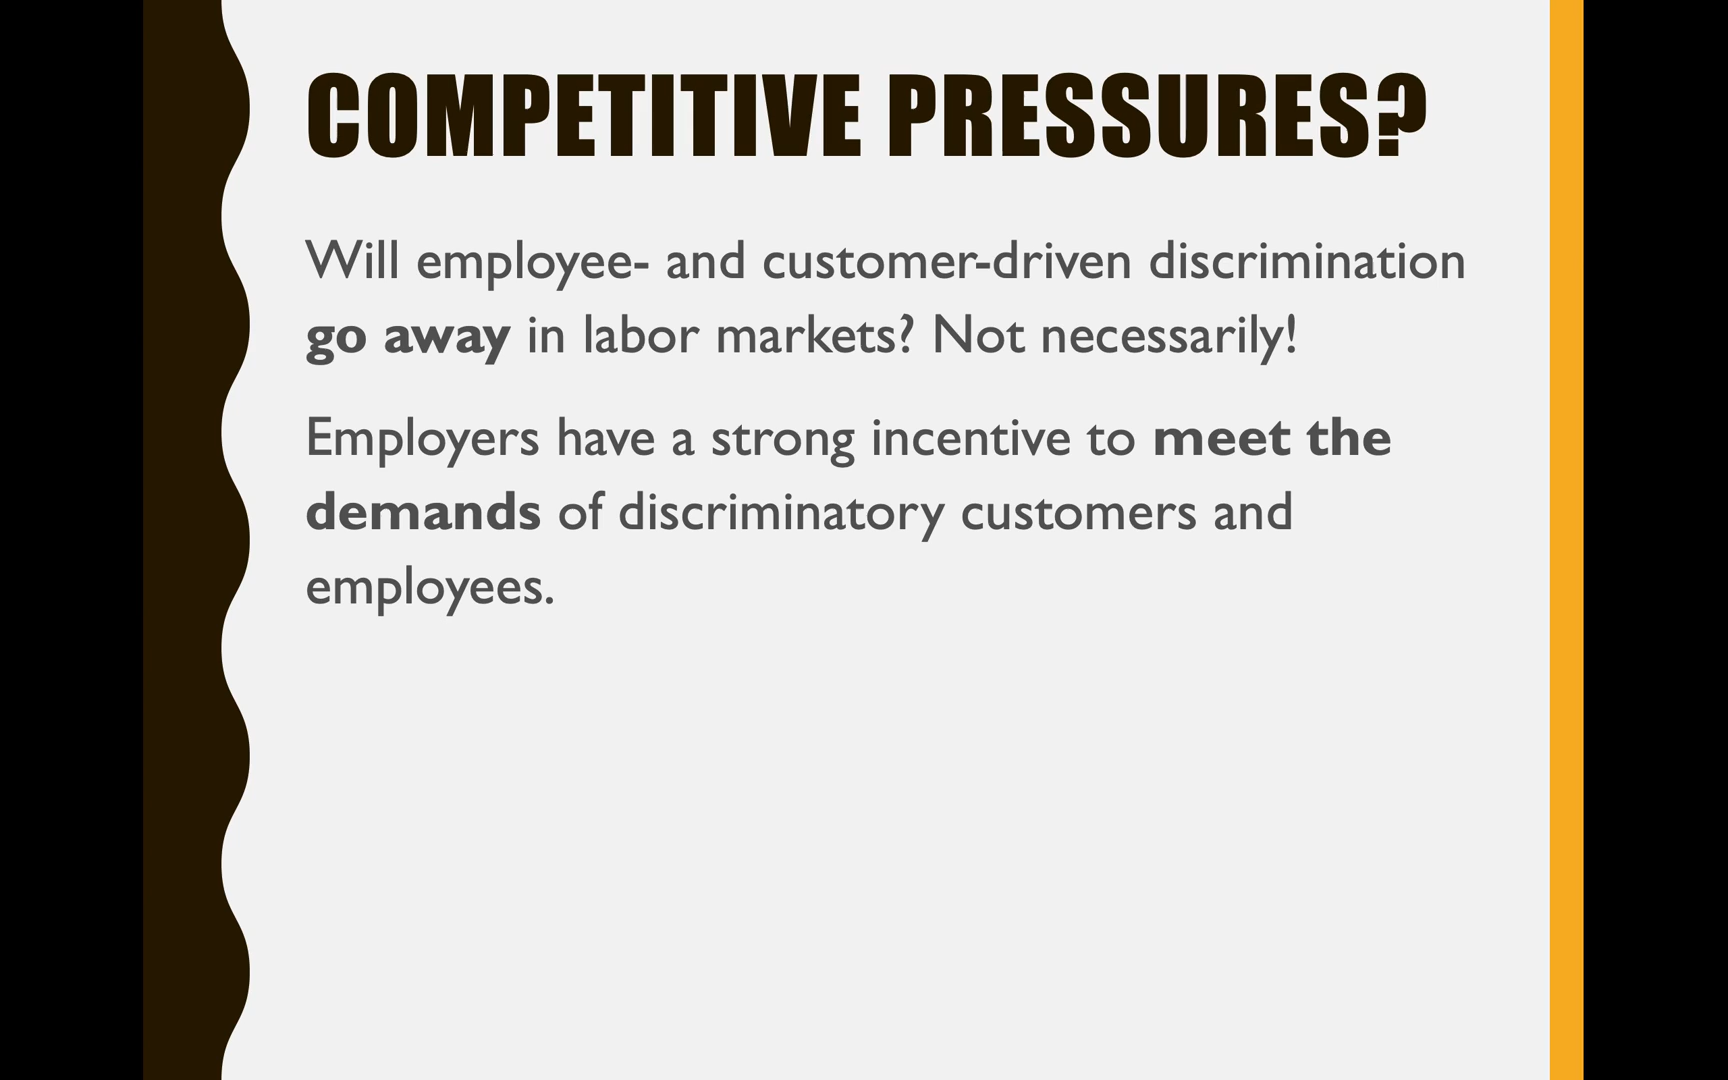 COMPETITIVE PRESSURES?
Will employee- and customer-driven discrimination
go away in labor markets? Not necessarily!
Employers have a strong incentive to meet the
demands of discriminatory customers and
employees.